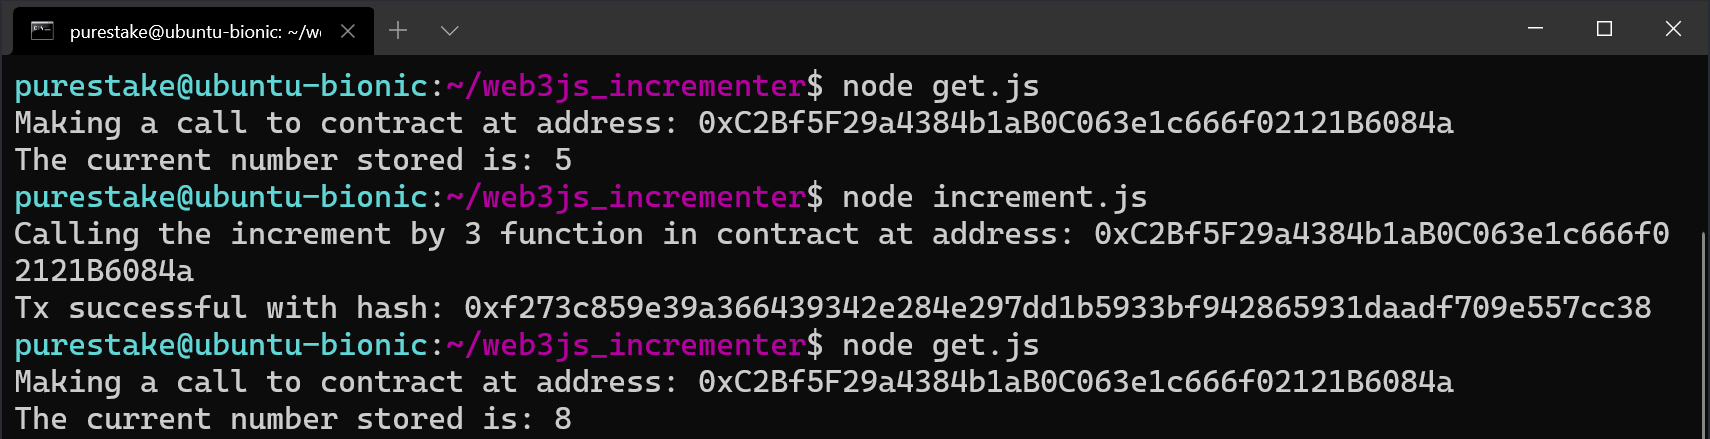 purestake@ubuntu-bionic: ~/w
purestake@ubuntu-bionic:~/web3js_incrementer$ node get.js
Making a call to contract at address: 0xC2Bf5F29a4384b1aB0C063e1c666f02121B6084a
The current number stored is: 5
purestake@ubuntu-bionic:~/web3js_incrementer$ node increment.js
Calling the increment by 3 function in contract at address: 0xC2Bf5F29a4384b1aB0C063e1c666f0
2121B6084a
Tx successful with hash: 0xf273c859e39a366439342e284e297dd1b5933bf942865931daadf709e557cc38
purestake@ubuntu-bionic:~/web3js_incrementer$ node get.js
Making a call to contract at address: 0xC2Bf5F29a4384b1aB0C063e1c666f02121B6084a
The current number stored is: 8